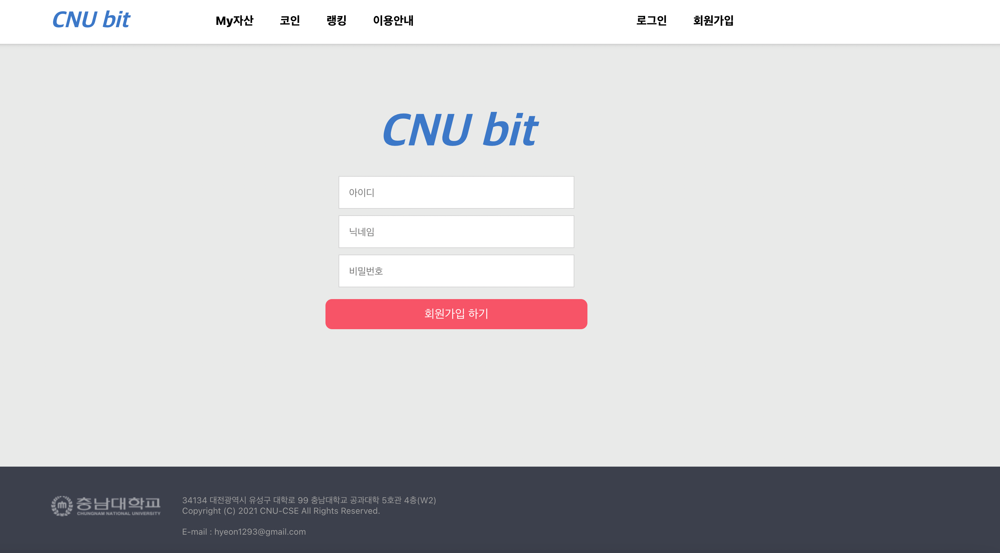 CNU bit
My자산 코인 랭킹 이용안내 로그인 회원가입
CNU bit
아이디
닉네임
비밀번호
회원가입 하기
충남대학교
CHUNGNAM NATIONAL UNIVERSITY
34134 대전광역시 유성구 대학로 99 충남대학교 공과대학 5호관 4층(W2)
Copyright (C) 2021 CNU-CSE All Rights Reserved.
E-mail : hyeon1293@gmail.com